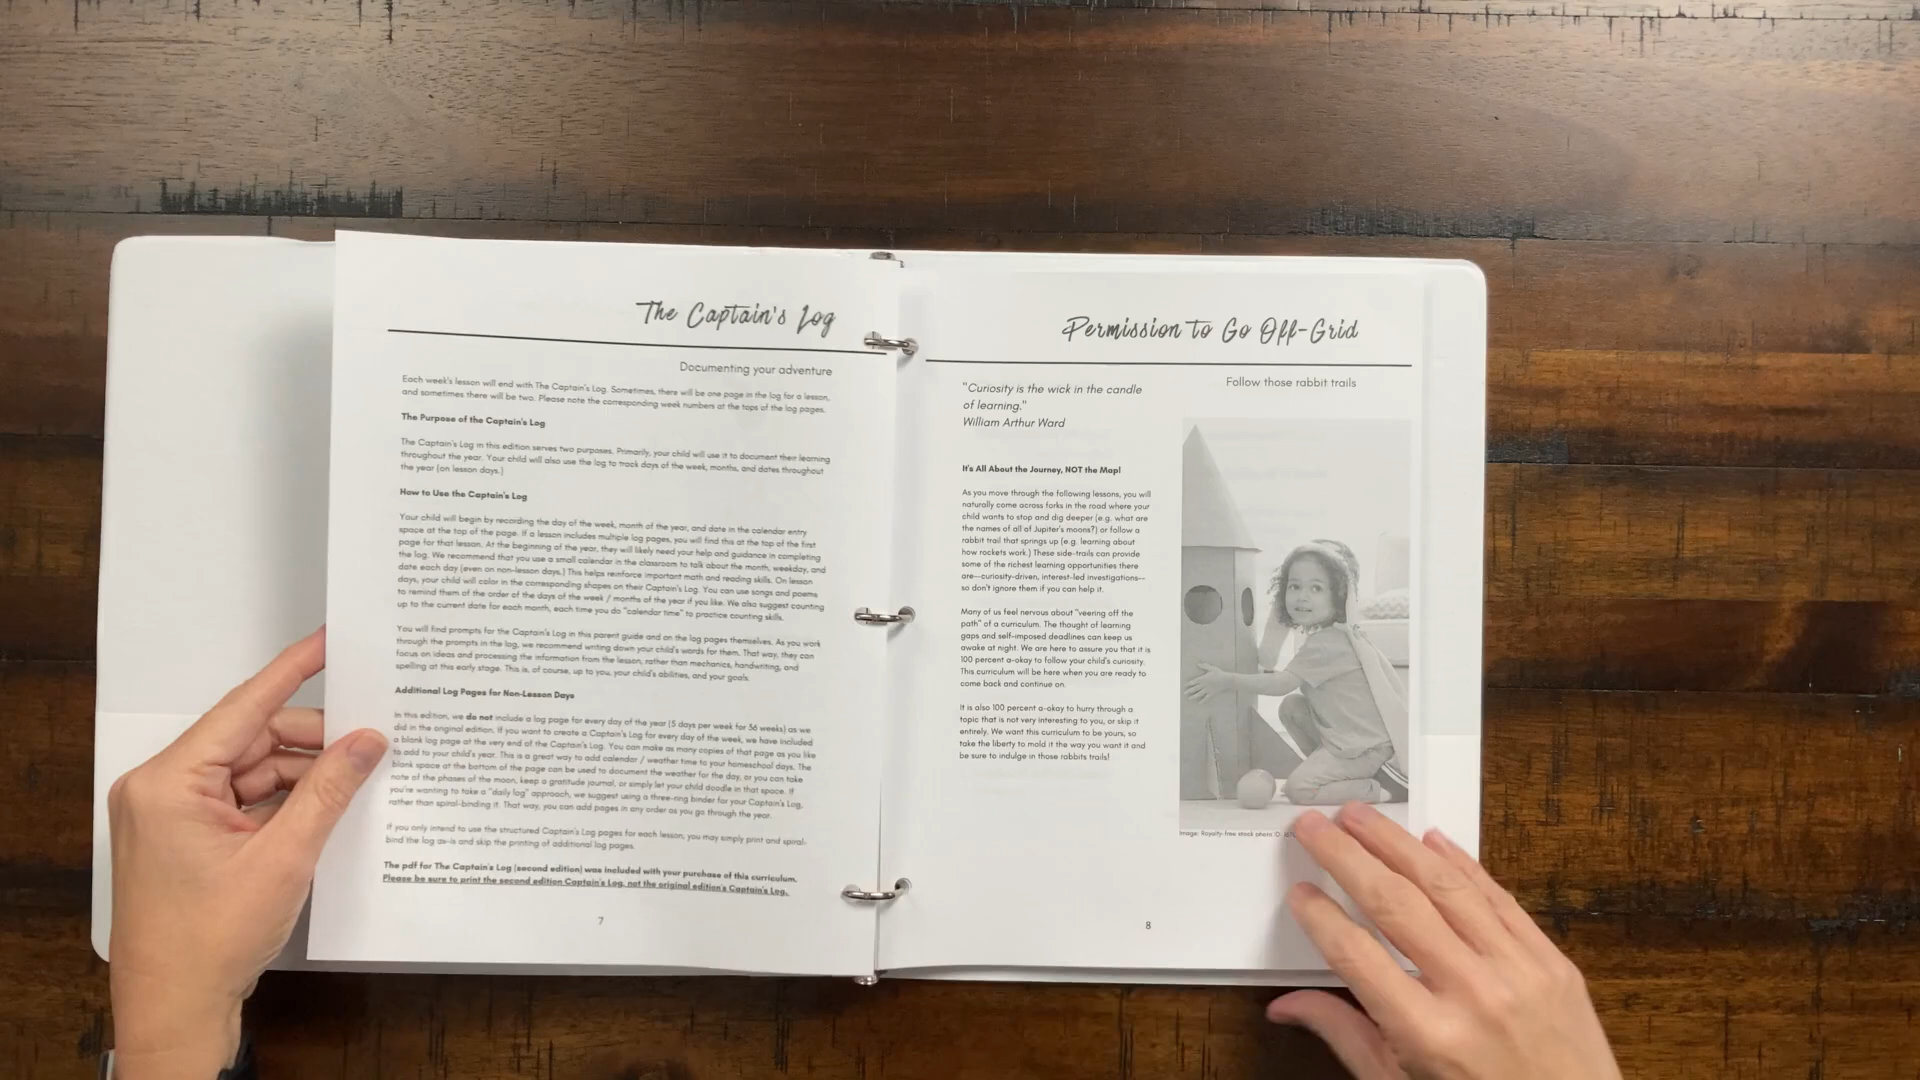 The Captain's Log
Documenting your adventure
Each week's lesson will end with The Captain's Log. Sometimes, there will be one page in the log for a lesson,
and sometimes there will be two. Please note the corresponding week numbers at the tops of the log pages.
The Purpose of the Captain's Log
The Captain's Log in this edition serves two purposes. Primarily, your child will use it to document their learning
throughout the year. Your child will also use the log to track days of the week, months, and dates throughout
the year (on lesson days.)
How to Use the Captain's Log
Your child will begin by recording the day of the week, month of the year, and date in the calendar entry
space at the top of the page. If a lesson includes multiple log pages, you will find this at the top of the first
page for that lesson. At the beginning of the year, they will likely need your help and guidance in completing
the log. We recommend that you use a small calendar in the classroom to talk about the month, weekday, and
date each day (even on non-lesson days.) This helps reinforce important math and reading skills. On lesson
days, your child will color in the corresponding shapes on their Captain's Log. You can use songs and poems
to remind them of the order of the days of the week / months of the year if you like. We also suggest counting
up to the current date for each month, each time you do "calendar time" to practice counting skills.
You will find prompts for the Captain's Log in this parent guide and on the log pages themselves. As you work
through the prompts in the log, we recommend writing down your child's words for them. That way, they can
focus on ideas and processing the information from the lesson, rather than mechanics, handwriting, and
spelling at this early stage. This is, of course, up to you, your child's abilities, and your goals.
Additional Log Pages for Non-Lesson Days
In this edition, we do not include a log page for every day of the year (5 days per week for 36 weeks) as we
did in the original edition. If you want to create a Captain's Log for every day of the week, we have included
a blank log page at the very end of the Captain's Log. You can make as many copies of that page as you like
to add to your child's year. This is a great way to add calendar / weather time to your homeschool days. The
blank space at the bottom of the page can be used to document the weather for the day, or you can take
note of the phases of the moon, keep a gratitude journal, or simply let your child doodle in that space. If
you're wanting to take a "daily log" approach, we suggest using a three-ring binder for your Captain's Log,
rather than spiral-binding it. That way, you can add pages in any order as you go through the year.
If you only intend to use the structured Captain's Log pages for each lesson, you may simply print and spiral-
bind the log as-is and skip the printing of additional log pages.
The pdf for The Captain's Log (second edition) was included with your purchase of this curriculum.
Please be sure to print the second edition Captain's Log, not the original edition's Captain's Log.
7
Permission to Go Off-Grid
Follow those rabbit trails
"Curiosity is the wick in the candle
of learning."
William Arthur Ward
It's All About the Journey, NOT the Map!
As you move through the following lessons, you will
naturally come across forks in the road where your
child wants to stop and dig deeper (e.g. what are
the names of all of Jupiter's moons?) or follow a
rabbit trail that springs up (e.g. learning about
how rockets work.) These side-trails can provide
some of the richest learning opportunities there
are--curiosity-driven, interest-led investigations--
so don't ignore them if you can help it.
Many of us feel nervous about "veering off the
path" of a curriculum. The thought of learning
gaps and self-imposed deadlines can keep us
awake at night. We are here to assure you that it is
100 percent a-okay to follow your child's curiosity.
This curriculum will be here when you are ready to
come back and continue on.
It is also 100 percent a-okay to hurry through a
topic that is not very interesting to you, or skip it
entirely. We want this curriculum to be yours, so
take the liberty to mold it the way you want it and
be sure to indulge in those rabbits trails!
Image: Royalty-free stock photo ID:
8